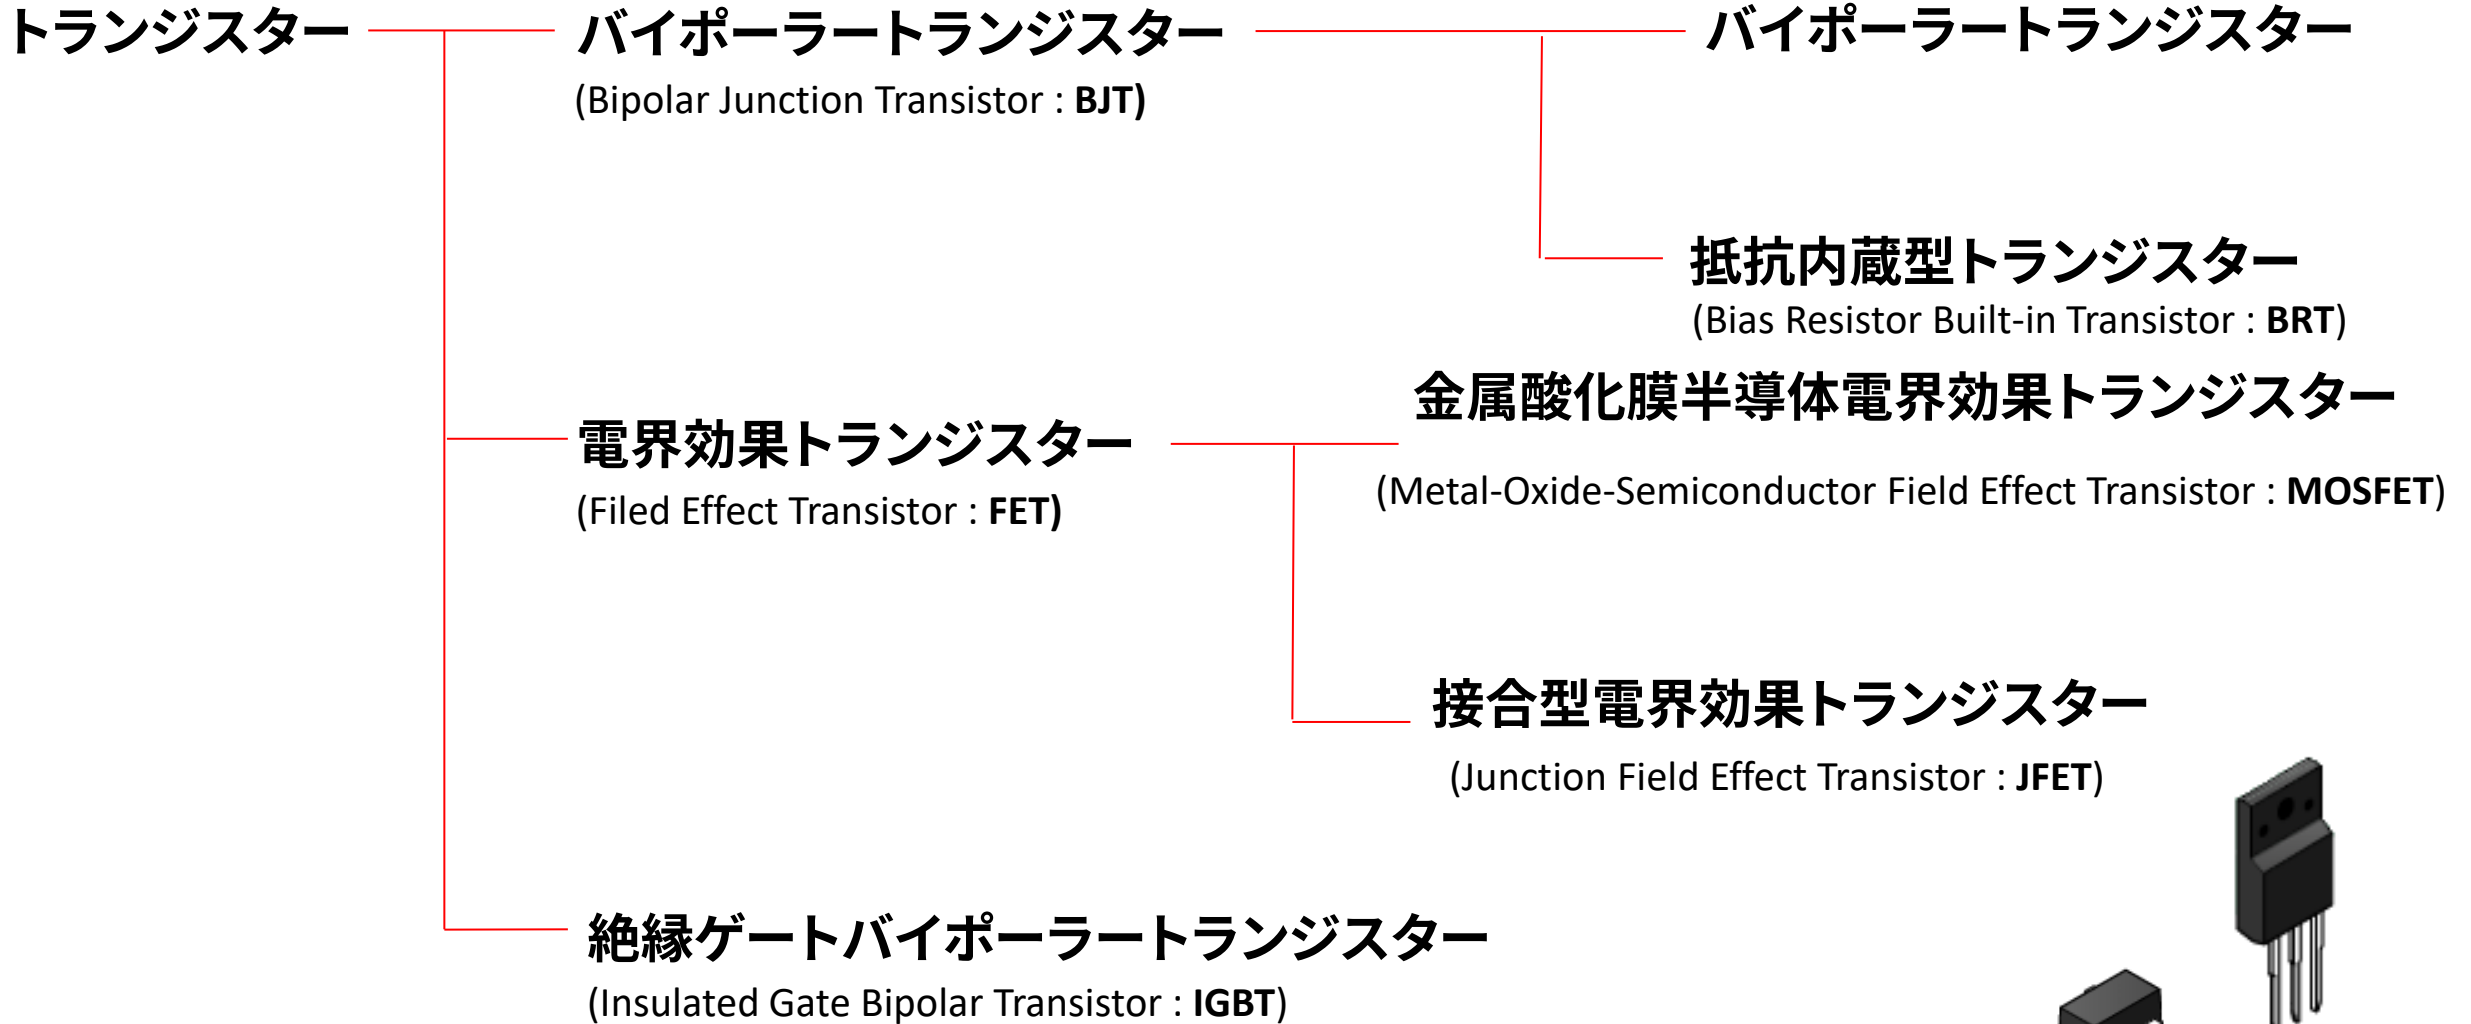 トランジスター
バイポーラートランジスター
(Bipolar Junction Transistor : BJT)
バイポーラートランジスター
抵抗内蔵型トランジスター
(Bias Resistor Built-in Transistor : BRT)
電界効果トランジスター
(Filed Effect Transistor : FET)
金属酸化膜半導体電界効果トランジスター
(Metal-Oxide-Semiconductor Field Effect Transistor : MOSFET)
接合型電界効果トランジスター
(Junction Field Effect Transistor : JFET)
絶縁ゲートバイポーラートランジスター
(Insulated Gate Bipolar Transistor : IGBT)